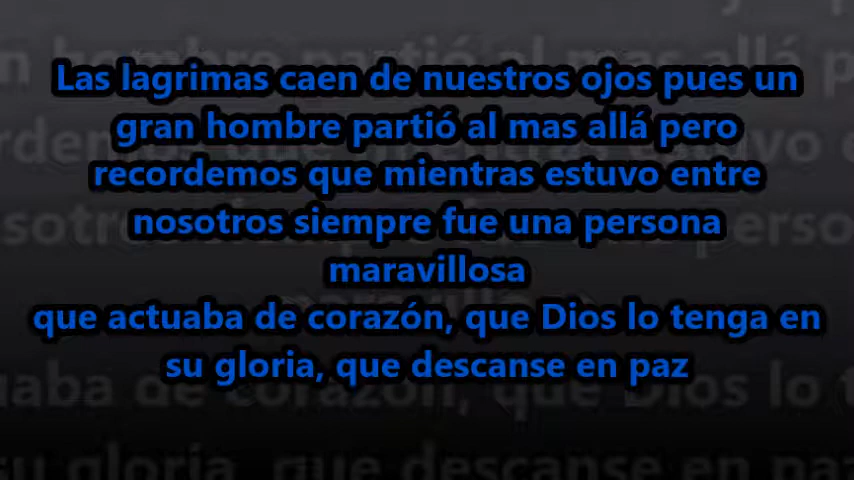 Las lagrimas caen de nuestros ojos pues un
gran hombre partió al mas allá pero
recordemos que mientras estuvo entre
nosotros siempre fue una persona
maravillosa
que actuaba de corazón, que Dios lo tenga en
su gloria, que descanse en paz